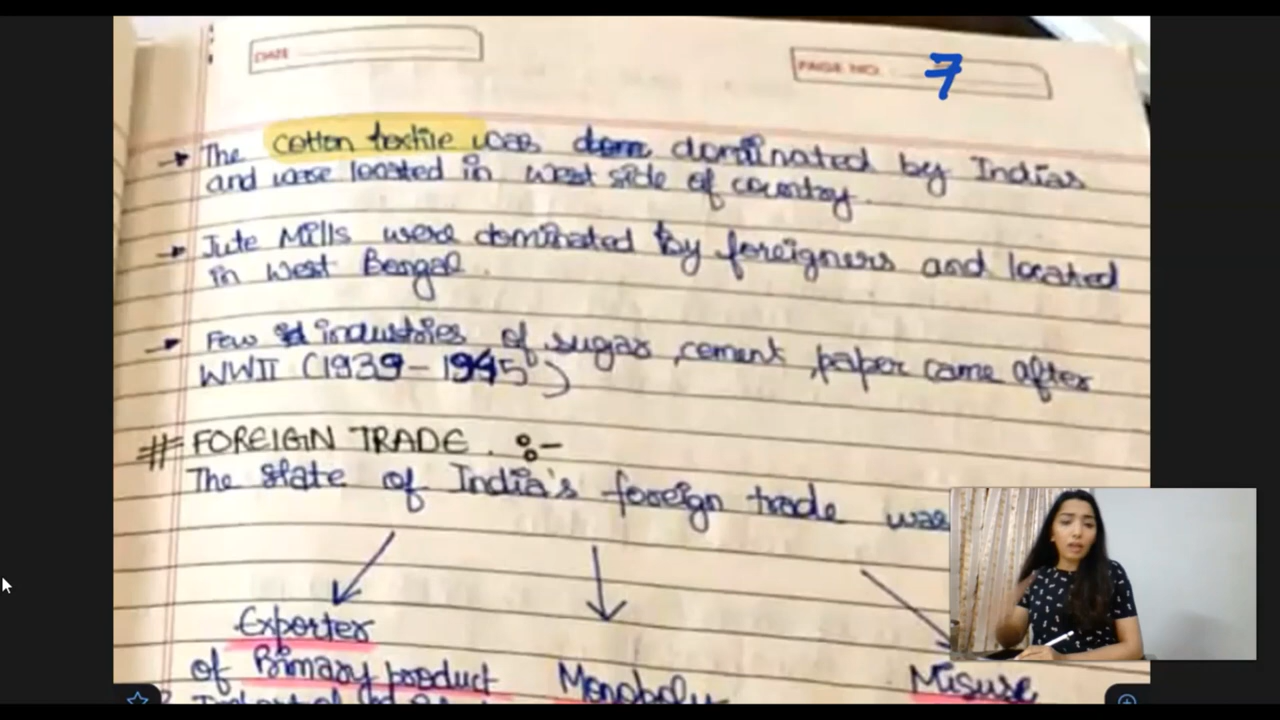 DATE
PAGE NO. 7
→ The cotton textile was dominated by Indias
and were located in west side of country.
→ Jute Mills were dominated by foreigners and located
in West Bengal.
→ Few industries of sugar, cement, paper came after
WWII (1939-1945)
# FOREIGN TRADE. :-
The state of India's foreign trade was
Exporter
of Primary product Monopoly Misuse